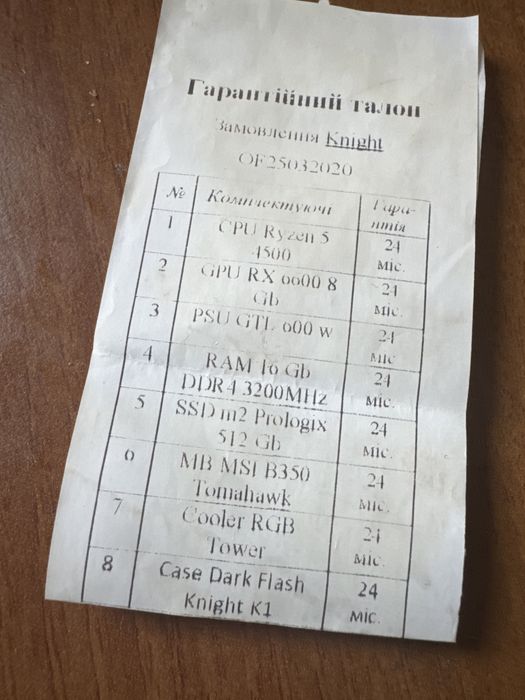 Гарантійний талон
Замовлення Knight
OF25032020
№ Комплектуючі Гара-
нтія
1 CPU Ryzen 5 24
4500 міс.
2 GPU RX 6600 8 24
Gb міс.
3 PSU GTL 600 w 24
міс
4 RAM 16 Gb 24
DDR4 3200MHz міс.
5 SSD m2 Prologix 24
512 Gb міс.
6 MB MSI B350 24
Tomahawk міс.
7 Cooler RGB 24
Tower міс.
8 Case Dark Flash 24
Knight K1 міс.